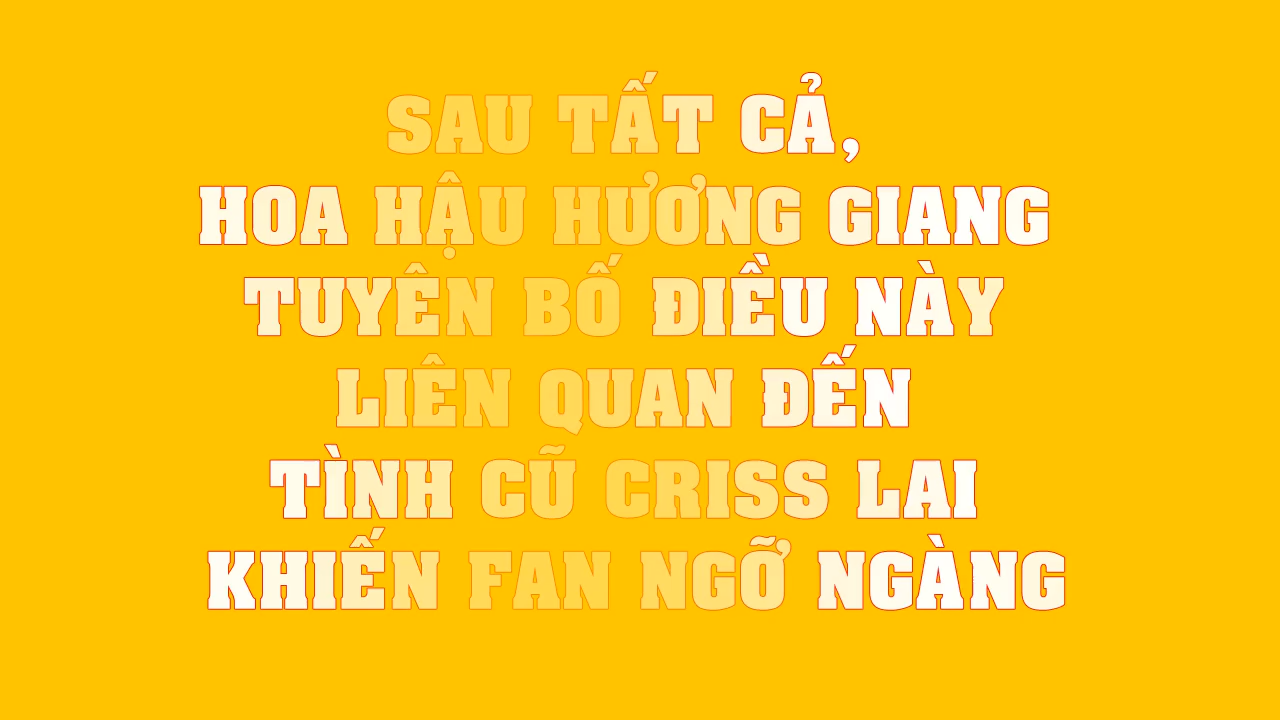 SAU TẤT CẢ,
HOA HẬU HƯƠNG GIANG
TUYÊN BỐ ĐIỀU NÀY
LIÊN QUAN ĐẾN
TÌNH CŨ CRISS LAI
KHIẾN FAN NGỠ NGÀNG